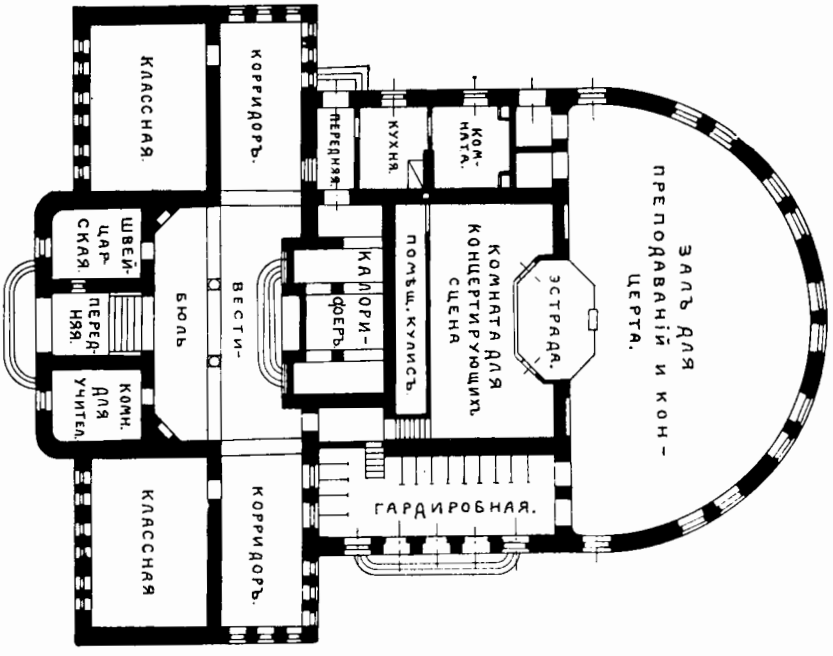 КЛАССНАЯ.
КОРРИДОРЪ.
ПЕРЕДНЯЯ.
КУХНЯ.
КОМ-
НАТА.
ЗАЛЪ ДЛЯ
ПРЕПОДАВАНІЙ И КОН-
ЦЕРТА.
ШВЕЙ-
ЦАР-
СКАЯ.
ПЕРЕД-
НЯЯ.
КОМН.
ДЛЯ
УЧИТЕЛ.
ВЕСТИ-
БЮЛЬ
КАЛОРИ-
ФЕРЪ.
ПОМѢЩ. КУЛИСЪ.
КОМНАТА ДЛЯ
КОНЦЕРТИРУЮЩИХЪ
СЦЕНА
ЭСТРАДА.
КЛАССНАЯ
КОРРИДОРЪ.
ГАРДИРОБНАЯ.